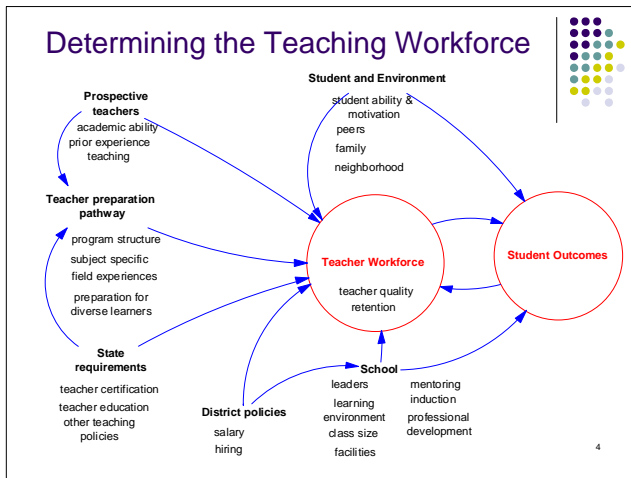 Determining the Teaching Workforce
Student and Environment
student ability &
motivation
peers
family
neighborhood
Prospective
teachers
academic ability
prior experience
teaching
Teacher preparation
pathway
program structure
subject specific
field experiences
preparation for
diverse learners
Teacher Workforce
teacher quality
retention
Student Outcomes
State
requirements
teacher certification
teacher education
other teaching
policies
District policies
salary
hiring
School
leaders
learning
environment
class size
facilities
mentoring
induction
professional
development
4